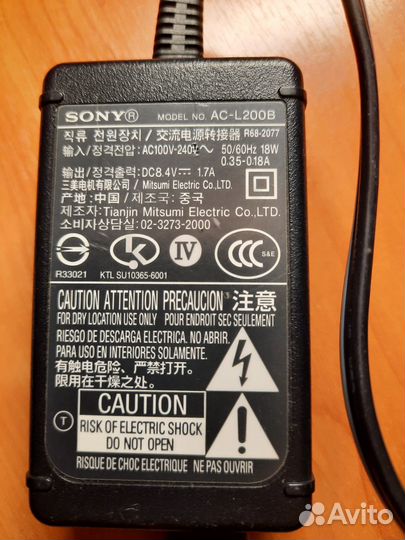 SONY® MODEL NO. AC-L200B
직류 전원장치 / 交流电源转接器 R68-2077
输入/정격전압: AC100V-240V~ 50/60Hz 18W
0.35-0.18A
输出/정격출력: DC8.4V 1.7A
三美电机有限公司 / Mitsumi Electric Co., Ltd.
产地: 中国 / 제조국: 중국
제조자: Tianjin Mitsumi Electric Co., Ltd.
소비자상담실: 02-3273-2000
IV
CCC
S&E
R33021 KTL SU10365-6001
CAUTION ATTENTION PRECAUCION 注意
FOR DRY LOCATION USE ONLY POUR ENDROIT SEC SEULEMENT
RIESGO DE DESCARGA ELECTRICA. NO ABRIR.
PARA USO EN INTERIORES SOLAMENTE.
有触电危险、严禁打开。
限用在干燥之处。
T
CAUTION
RISK OF ELECTRIC SHOCK
DO NOT OPEN
RISQUE DE CHOC ELECTRIQUE NE PAS OUVRIR
Avito